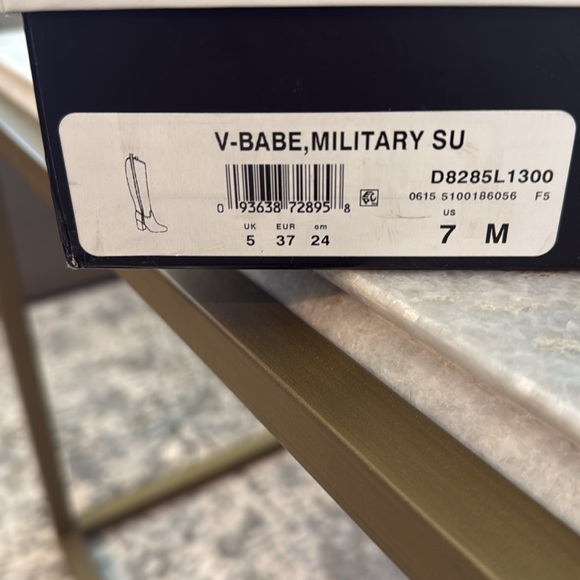 V-BABE,MILITARY SU
D8285L1300
0 93638 72895 8
0615 5100186056 F5
UK EUR cm US
5 37 24 7 M